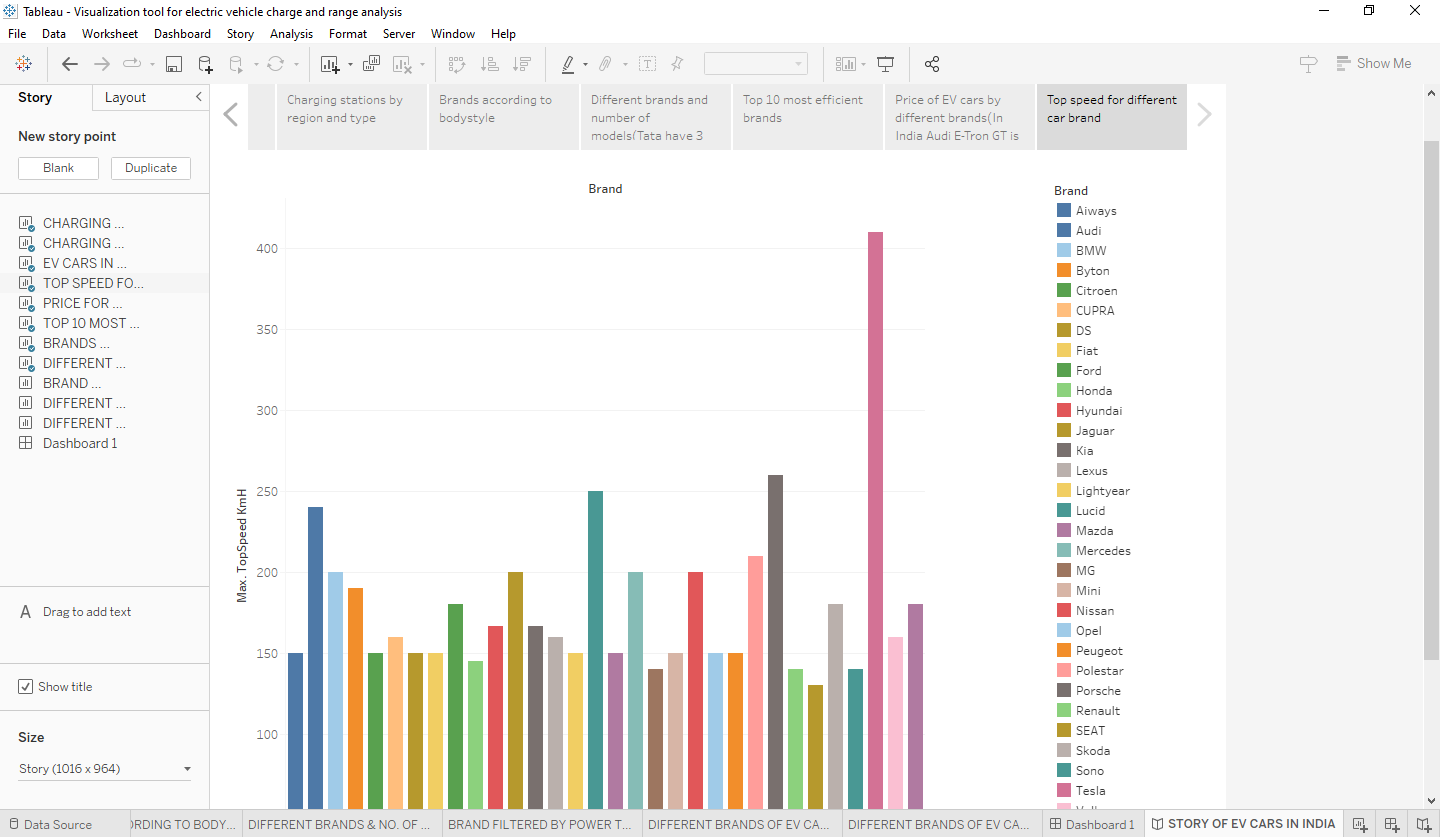 Tableau - Visualization tool for electric vehicle charge and range analysis
File Data Worksheet Dashboard Story Analysis Format Server Window Help
Show Me
Story Layout
New story point
Blank Duplicate
CHARGING ...
CHARGING ...
EV CARS IN ...
TOP SPEED FO...
PRICE FOR ...
TOP 10 MOST ...
BRANDS ...
DIFFERENT ...
BRAND ...
DIFFERENT ...
DIFFERENT ...
Dashboard 1
A Drag to add text
Show title
Size
Story (1016 x 964)
Charging stations by
region and type
Brands according to
bodystyle
Different brands and
number of
models(Tata have 3
Top 10 most efficient
brands
Price of EV cars by
different brands(In
India Audi E-Tron GT is
Top speed for different
car brand
Brand
Max. TopSpeed KmH
400
350
300
250
200
150
100
Brand
Aiways
Audi
BMW
Byton
Citroen
CUPRA
DS
Fiat
Ford
Honda
Hyundai
Jaguar
Kia
Lexus
Lightyear
Lucid
Mazda
Mercedes
MG
Mini
Nissan
Opel
Peugeot
Polestar
Porsche
Renault
SEAT
Skoda
Sono
Tesla
Data Source RDING TO BODY... DIFFERENT BRANDS & NO. OF ... BRAND FILTERED BY POWER T... DIFFERENT BRANDS OF EV CA... DIFFERENT BRANDS OF EV CA... Dashboard 1 STORY OF EV CARS IN INDIA